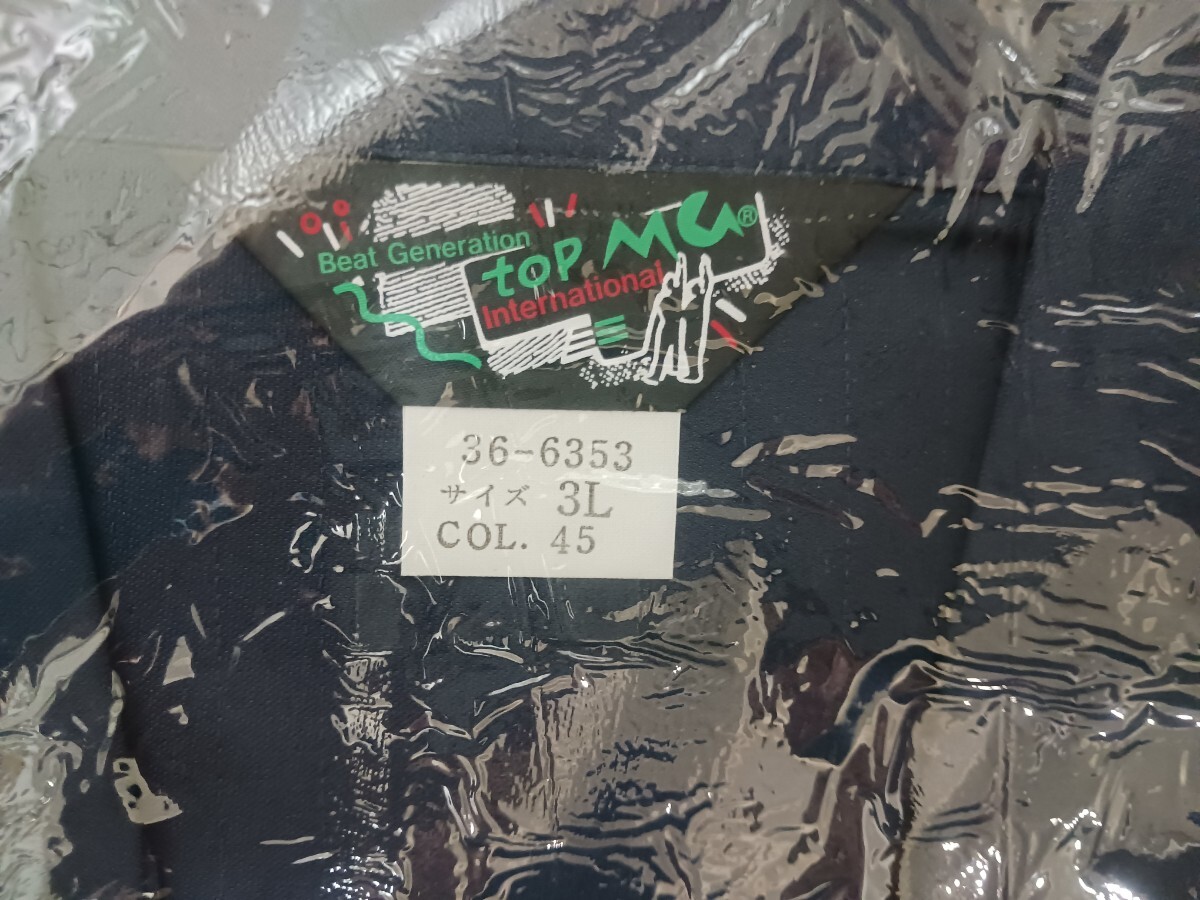 Beat Generation
top MG®
International
36-6353
サイズ 3L
COL. 45